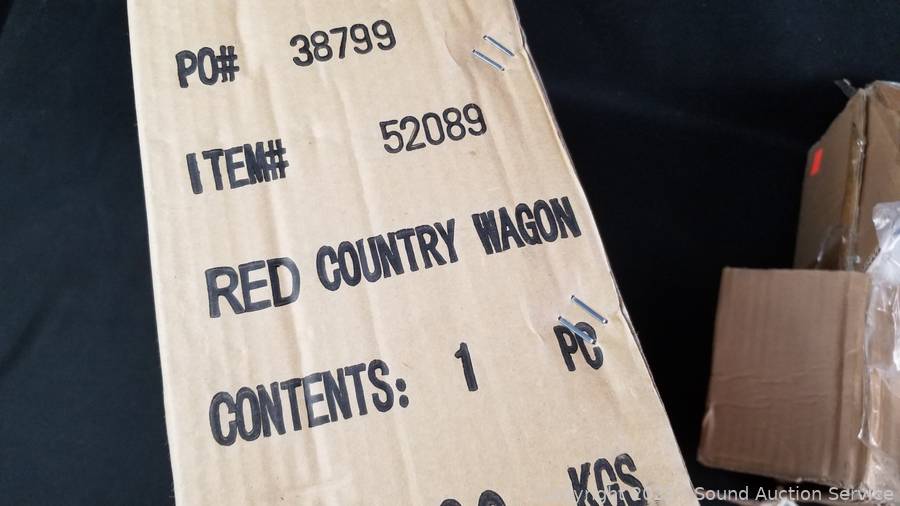 PO# 38799
ITEM# 52089
RED COUNTRY WAGON
CONTENTS: 1 PC
KGS
Sound Auction Service